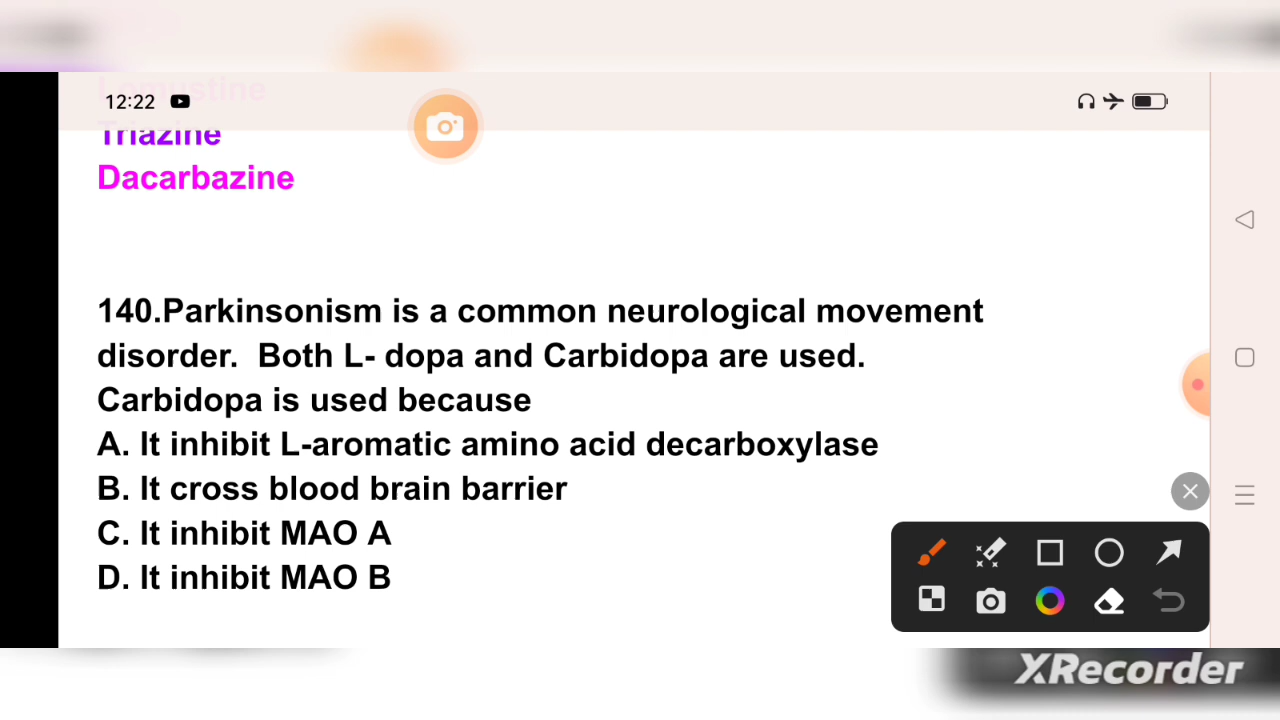 Lomustine
12:22
Triazine
Dacarbazine
140.Parkinsonism is a common neurological movement
disorder.  Both L- dopa and Carbidopa are used.
Carbidopa is used because
A. It inhibit L-aromatic amino acid decarboxylase
B. It cross blood brain barrier
C. It inhibit MAO A
D. It inhibit MAO B
XRecorder